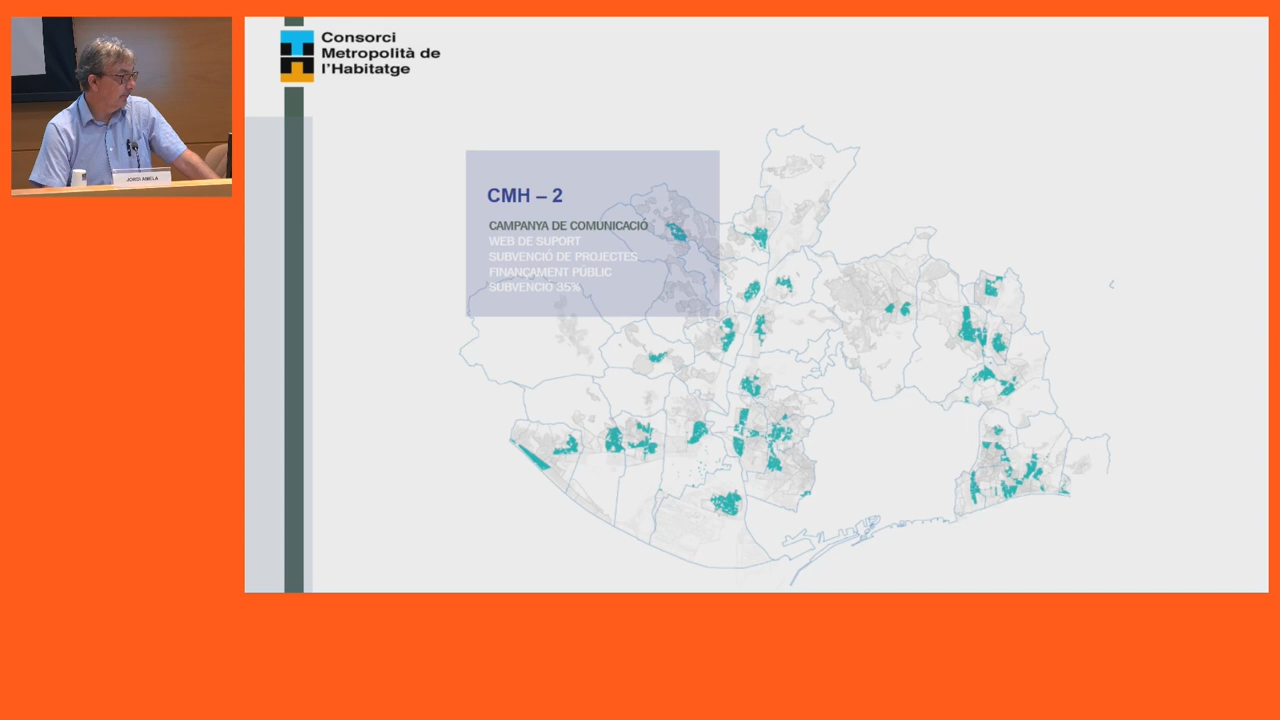 Consorci
Metropolità de
l'Habitatge
CMH – 2
CAMPANYA DE COMUNICACIÓ
WEB DE SUPORT
SUBVENCIÓ DE PROJECTES
FINANÇAMENT PÚBLIC
SUBVENCIÓ 35%
JORDI AMELA